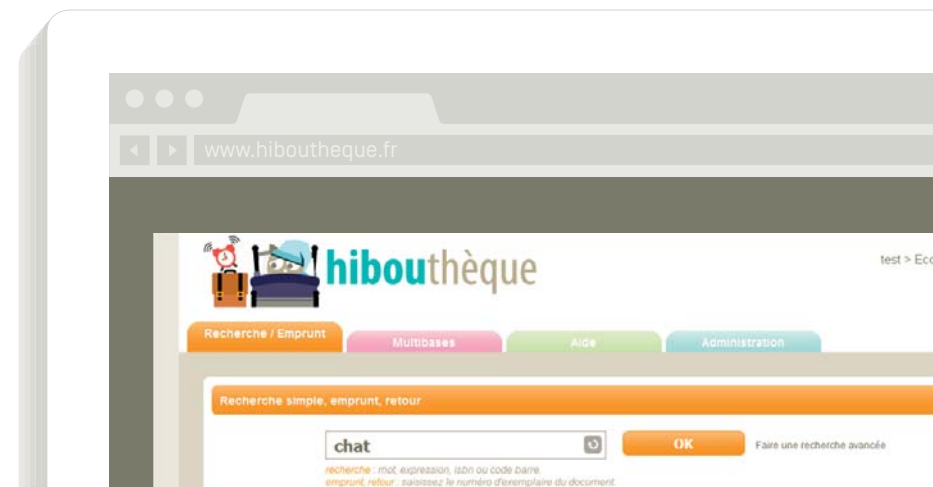 www.hiboutheque.fr
hibouthèque
test > Eco
Recherche / Emprunt
Multibases
Aide
Administration
Recherche simple, emprunt, retour
chat
OK
Faire une recherche avancée
recherche : mot, expression, isbn ou code barre.
emprunt, retour : saisissez le numéro d'exemplaire du document.